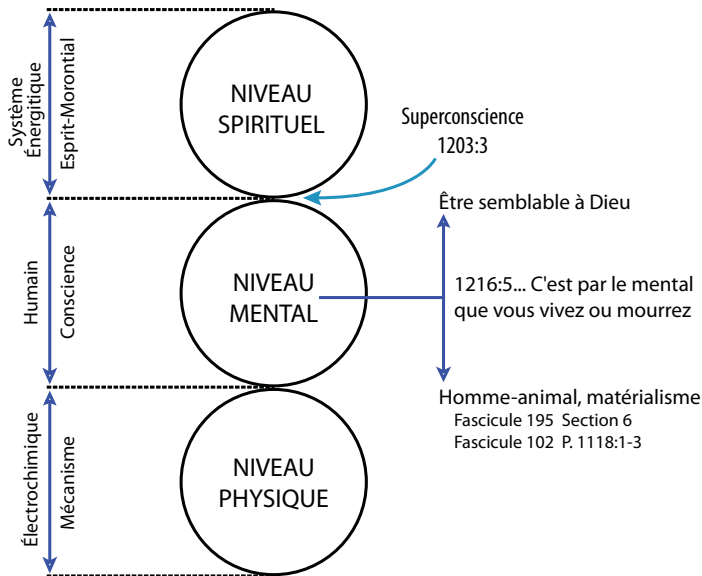 Système
Énergitique
Esprit-Morontial
NIVEAU
SPIRITUEL
Superconscience
1203:3
Être semblable à Dieu
Humain
Conscience
NIVEAU
MENTAL
1216:5... C'est par le mental
que vous vivez ou mourrez
Homme-animal, matérialisme
Fascicule 195 Section 6
Fascicule 102 P. 1118:1-3
Électrochimique
Mécanisme
NIVEAU
PHYSIQUE